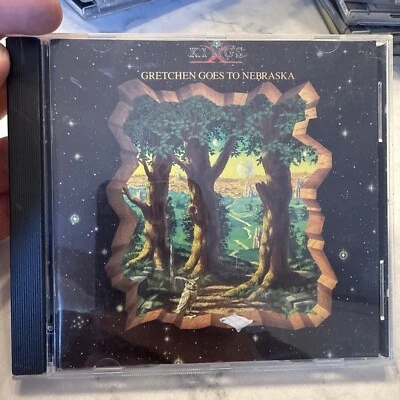 KING'S X
GRETCHEN GOES TO NEBRASKA